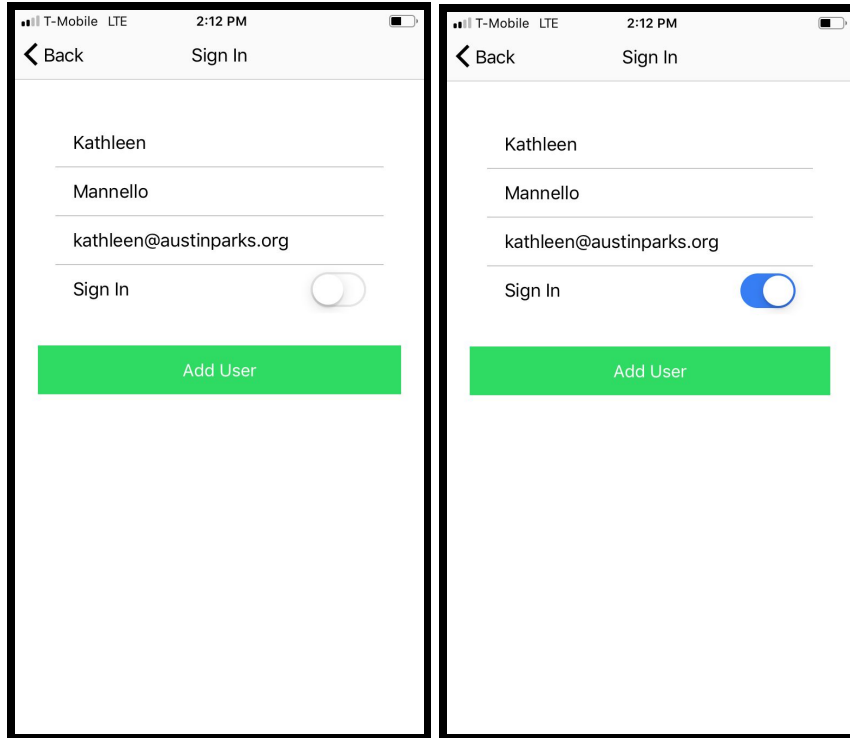 T-Mobile LTE 2:12 PM
Back Sign In
Kathleen
Mannello
kathleen@austinparks.org
Sign In
Add User
T-Mobile LTE 2:12 PM
Back Sign In
Kathleen
Mannello
kathleen@austinparks.org
Sign In
Add User